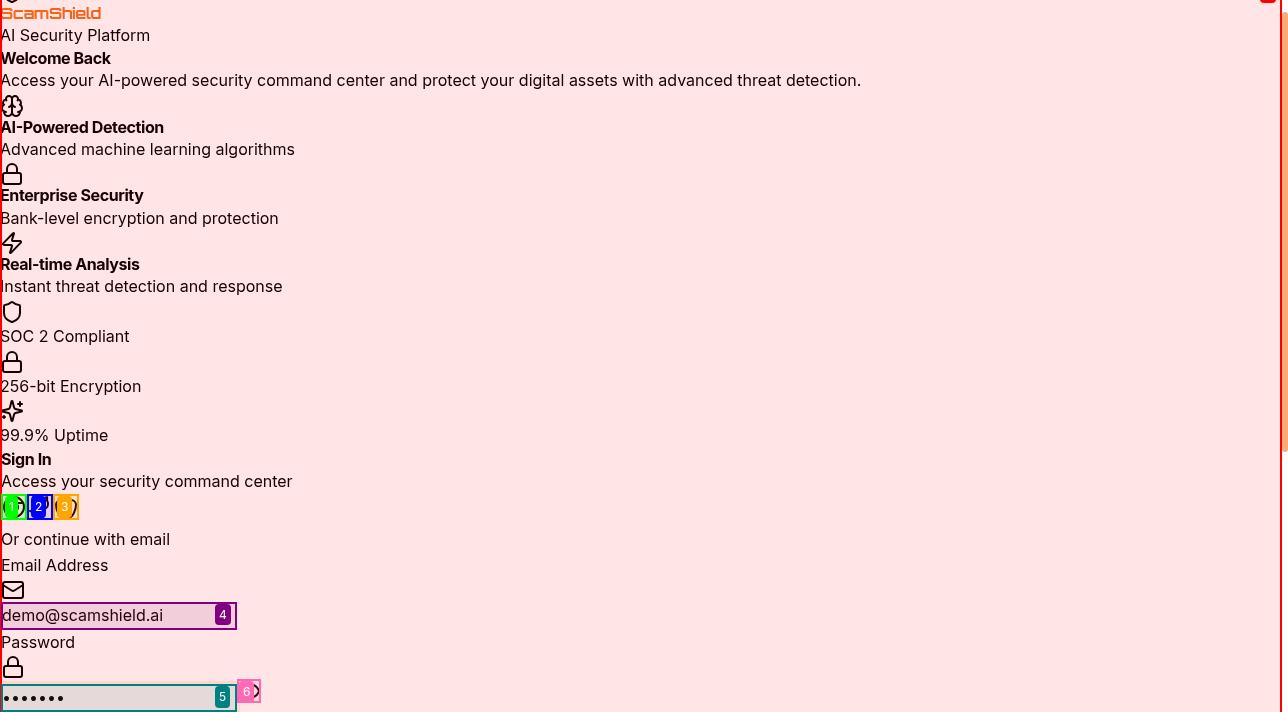 ScamShield
AI Security Platform
Welcome Back
Access your AI-powered security command center and protect your digital assets with advanced threat detection.
AI-Powered Detection
Advanced machine learning algorithms
Enterprise Security
Bank-level encryption and protection
Real-time Analysis
Instant threat detection and response
SOC 2 Compliant
256-bit Encryption
99.9% Uptime
Sign In
Access your security command center
1 2 3
Or continue with email
Email Address
demo@scamshield.ai 4
Password
••••••• 5 6